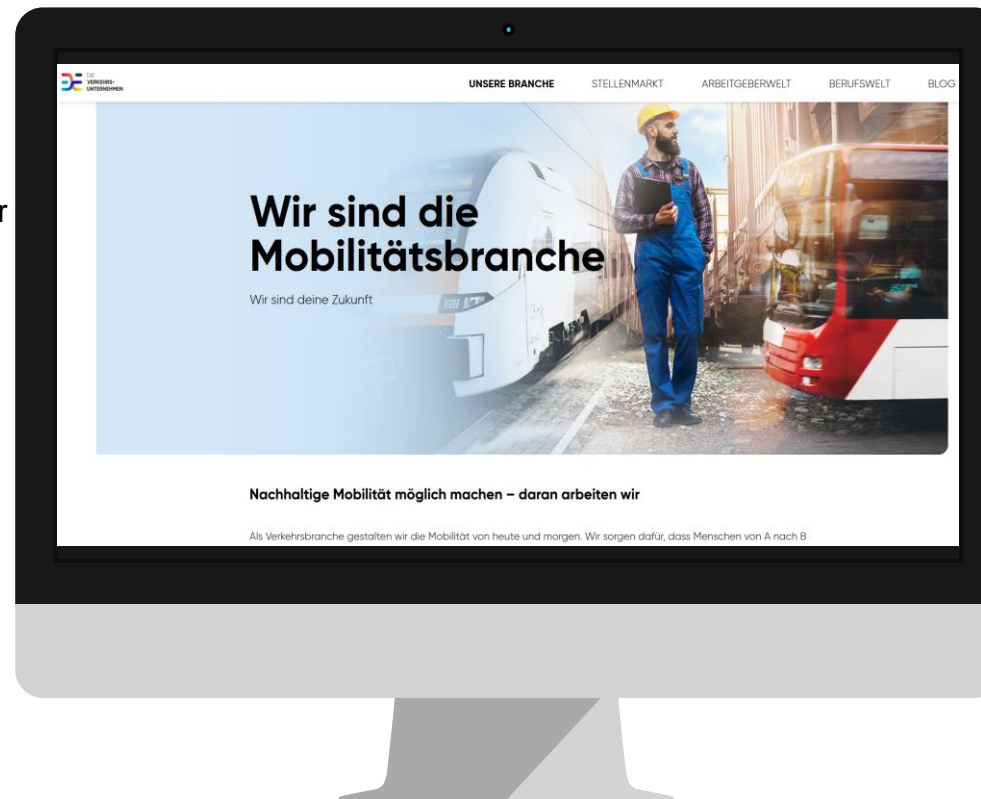 DIE
VERKEHRS-
UNTERNEHMEN
UNSERE BRANCHE STELLENMARKT ARBEITGEBERWELT BERUFSWELT BLOG
r
Wir sind die
Mobilitätsbranche
Wir sind deine Zukunft
Nachhaltige Mobilität möglich machen – daran arbeiten wir
Als Verkehrsbranche gestalten wir die Mobilität von heute und morgen. Wir sorgen dafür, dass Menschen von A nach B